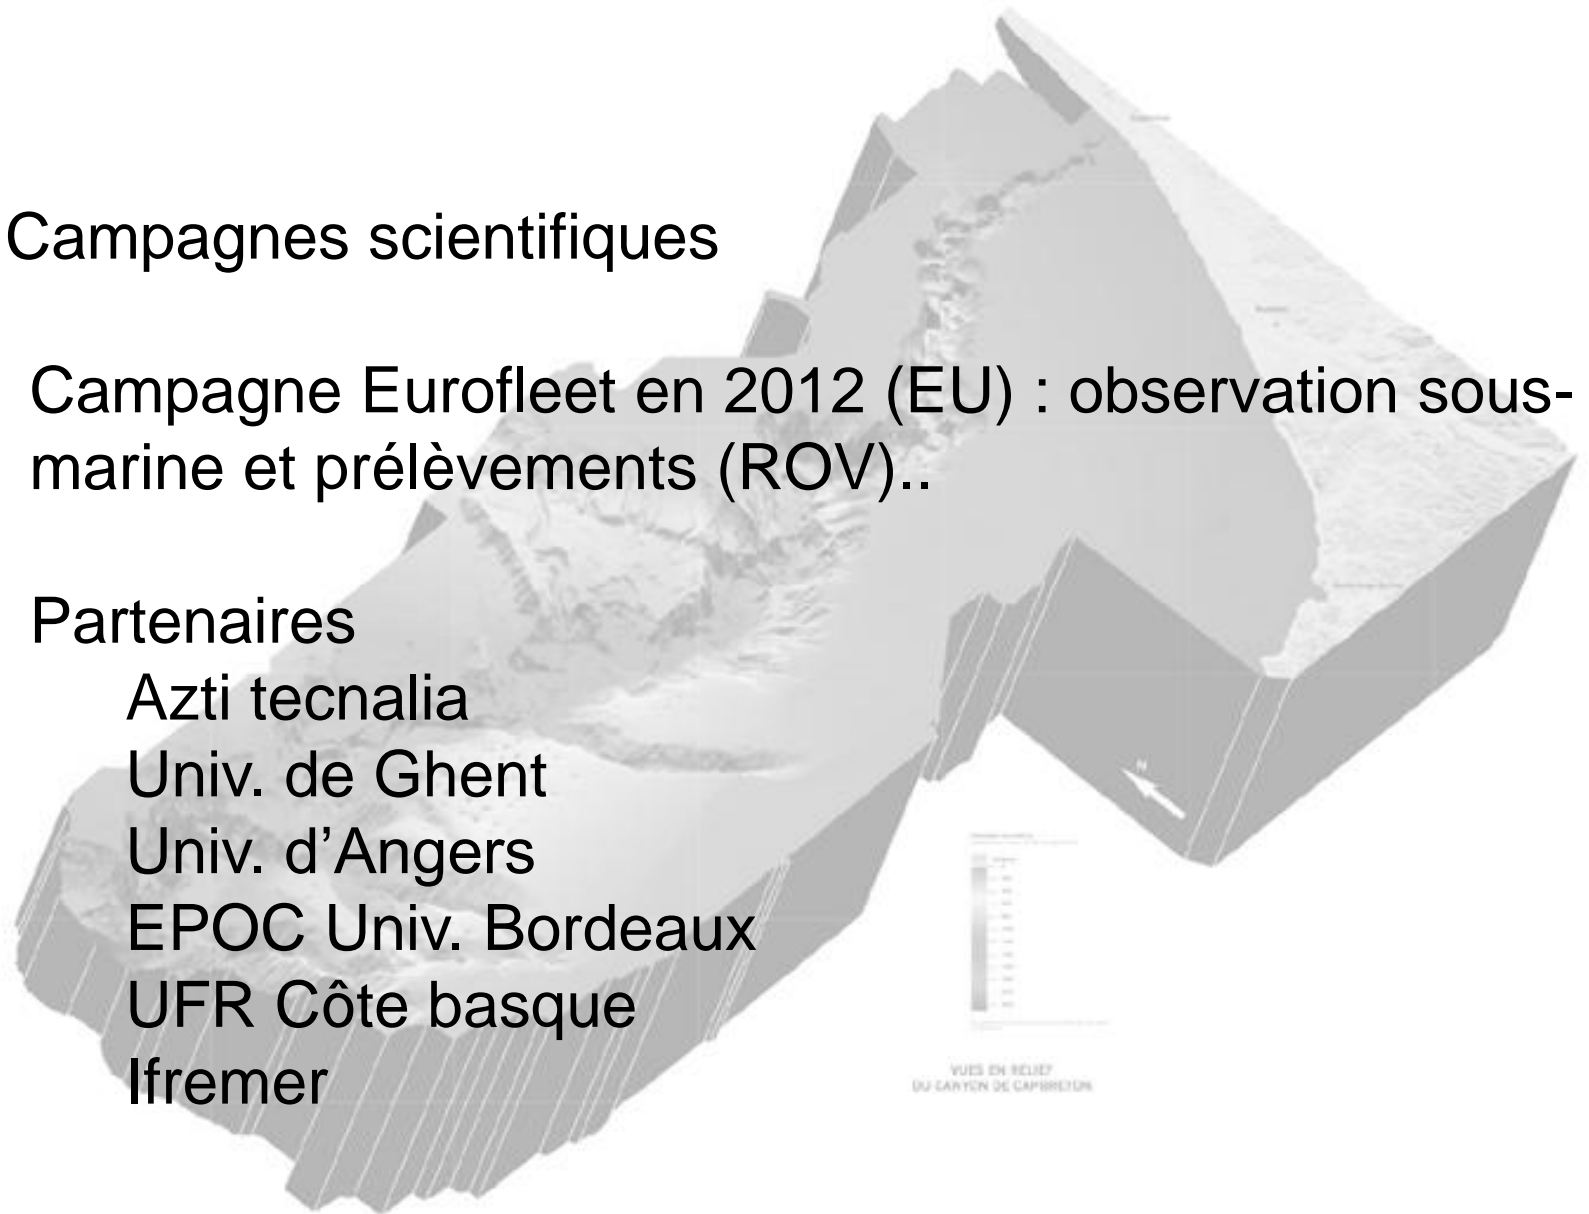 Campagnes scientifiques
Campagne Eurofleet en 2012 (EU) : observation sous-
marine et prélèvements (ROV)..
Partenaires
Azti tecnalia
Univ. de Ghent
Univ. d’Angers
EPOC Univ. Bordeaux
UFR Côte basque
Ifremer
N
VUES EN RELIEF
DU CANYON DE CAPBRETON